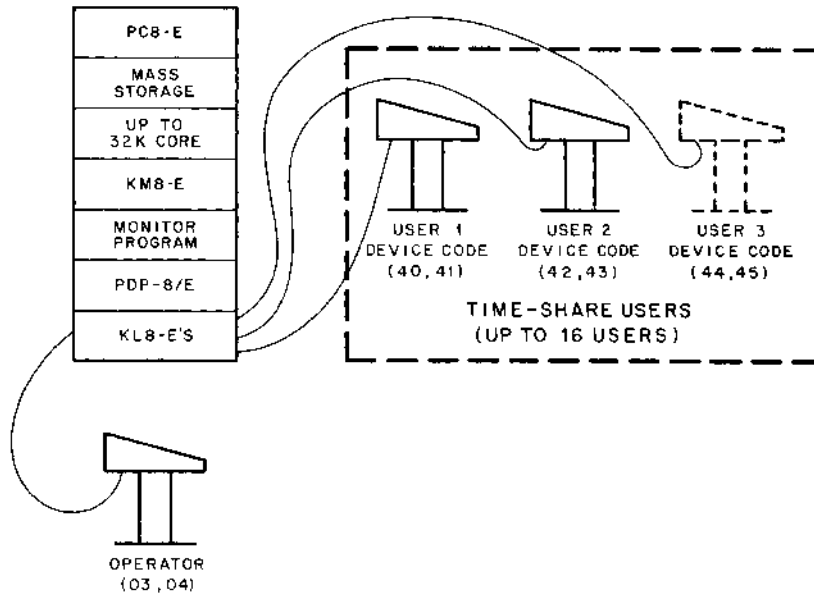 PC8-E
MASS
STORAGE
UP TO
32K CORE
KM8-E
MONITOR
PROGRAM
PDP-8/E
KL8-E'S
USER 1
DEVICE CODE
(40,41)
USER 2
DEVICE CODE
(42,43)
USER 3
DEVICE CODE
(44,45)
TIME-SHARE USERS
(UP TO 16 USERS)
OPERATOR
(03,04)